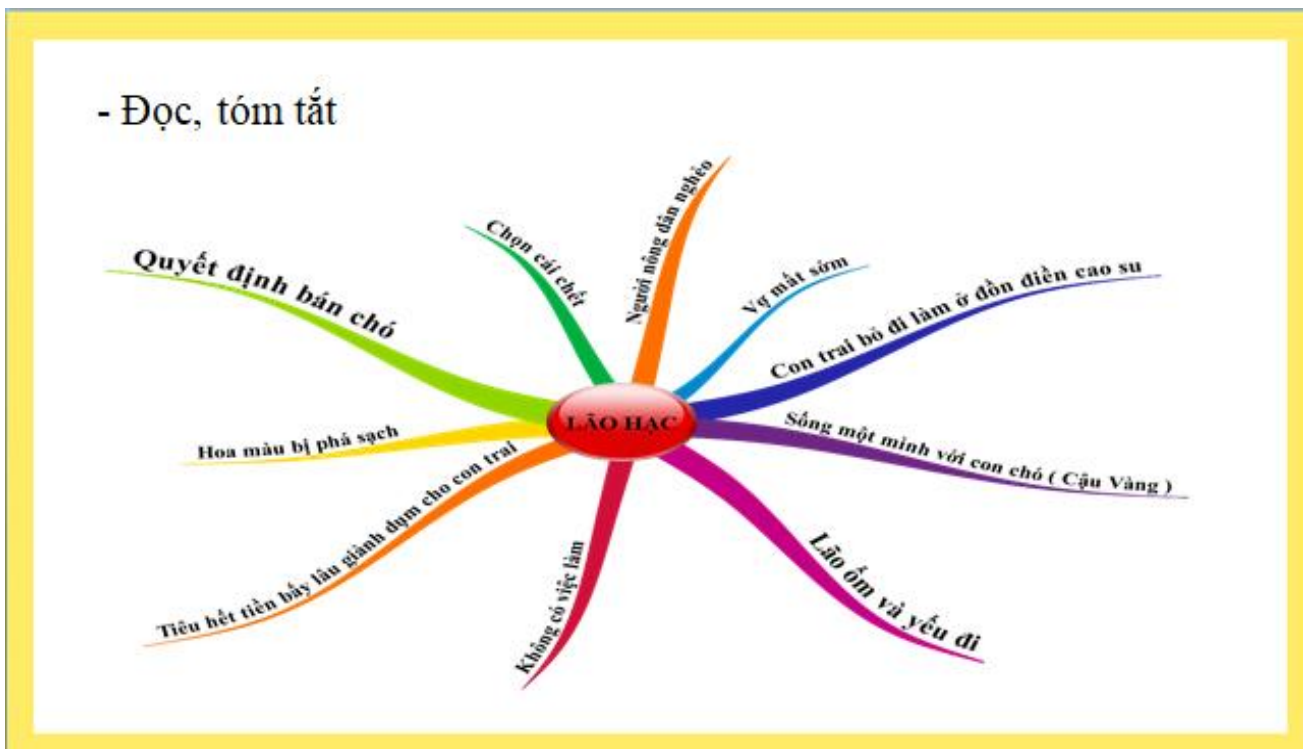 - Đọc, tóm tắt
Người nông dân nghèo
Vợ mất sớm
Con trai bỏ đi làm ở đồn điền cao su
Sống một mình với con chó ( Cậu Vàng )
Lão ốm và yếu đi
Không có việc làm
Tiêu hết tiền bấy lâu giành dụm cho con trai
Hoa màu bị phá sạch
Quyết định bán chó
Chọn cái chết
LÃO HẠC